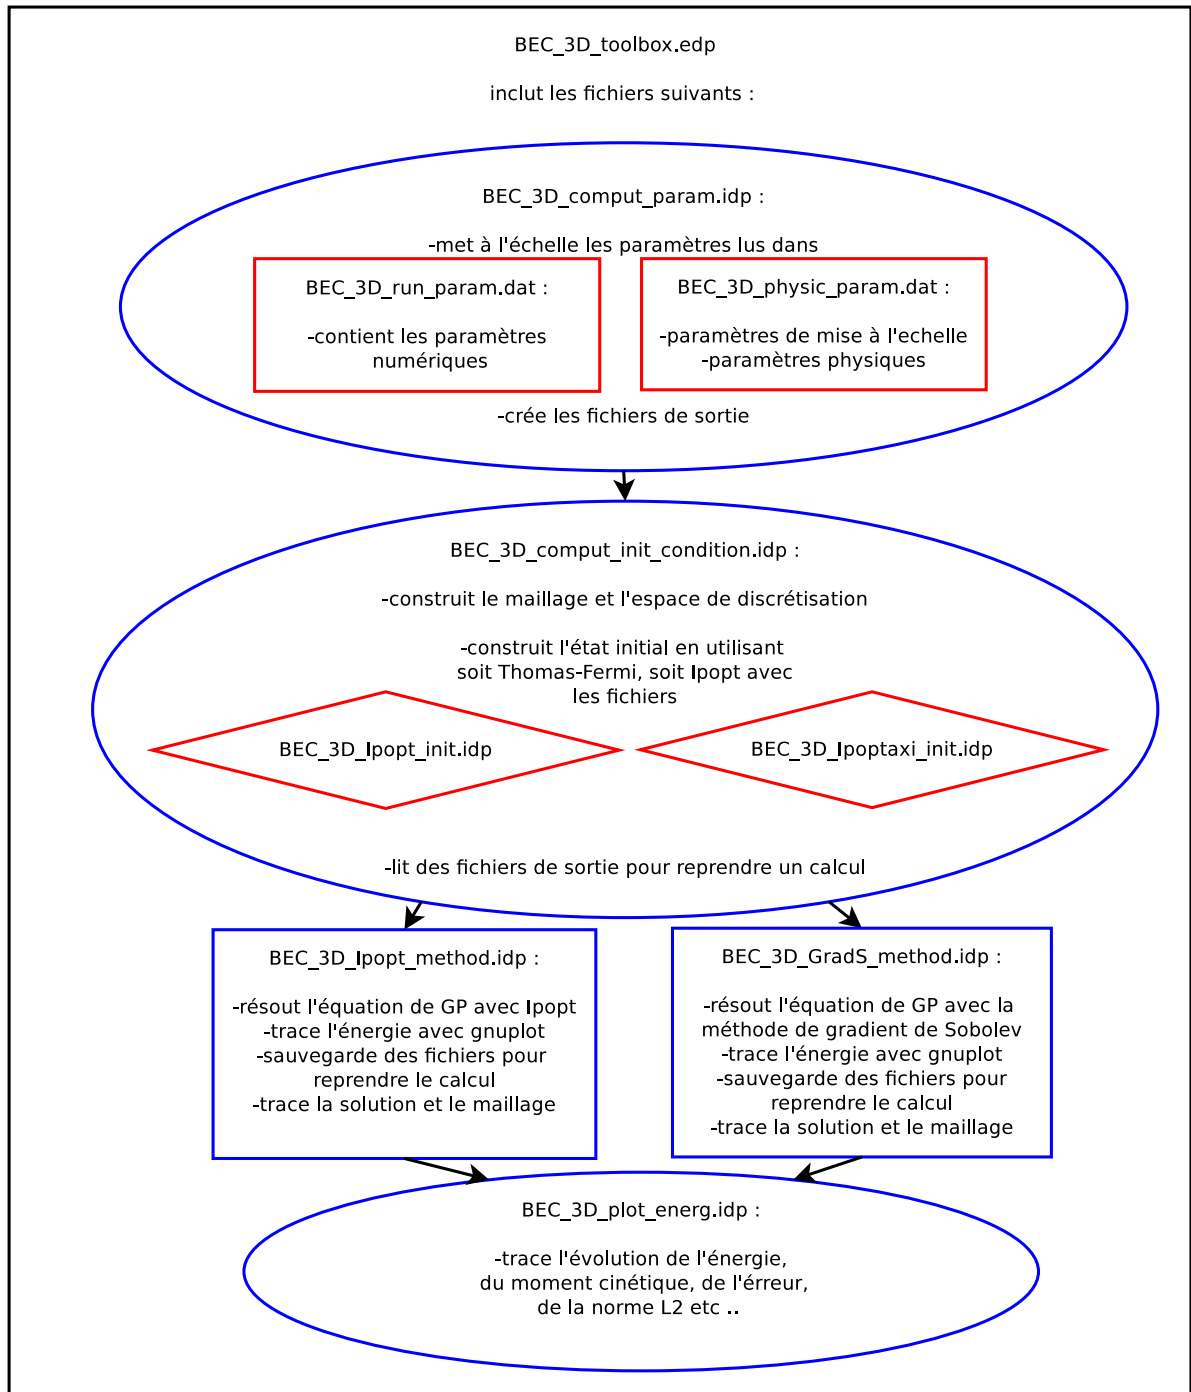 BEC_3D_toolbox.edp
inclut les fichiers suivants :
BEC_3D_comput_param.idp :
-met à l'échelle les paramètres lus dans
BEC_3D_run_param.dat :
-contient les paramètres
numériques
BEC_3D_physic_param.dat :
-paramètres de mise à l'echelle
-paramètres physiques
-crée les fichiers de sortie
BEC_3D_comput_init_condition.idp :
-construit le maillage et l'espace de discrétisation
-construit l'état initial en utilisant
soit Thomas-Fermi, soit Ipopt avec
les fichiers
BEC_3D_Ipopt_init.idp
BEC_3D_Ipoptaxi_init.idp
-lit des fichiers de sortie pour reprendre un calcul
BEC_3D_Ipopt_method.idp :
-résout l'équation de GP avec Ipopt
-trace l'énergie avec gnuplot
-sauvegarde des fichiers pour
reprendre le calcul
-trace la solution et le maillage
BEC_3D_GradS_method.idp :
-résout l'équation de GP avec la
méthode de gradient de Sobolev
-trace l'énergie avec gnuplot
-sauvegarde des fichiers pour
reprendre le calcul
-trace la solution et le maillage
BEC_3D_plot_energ.idp :
-trace l'évolution de l'énergie,
du moment cinétique, de l'érreur,
de la norme L2 etc ..